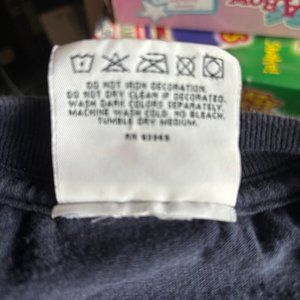 DO NOT IRON DECORATION.
DO NOT DRY CLEAN IF DECORATED.
WASH DARK COLORS SEPARATELY.
MACHINE WASH COLD. NO BLEACH.
TUMBLE DRY MEDIUM.